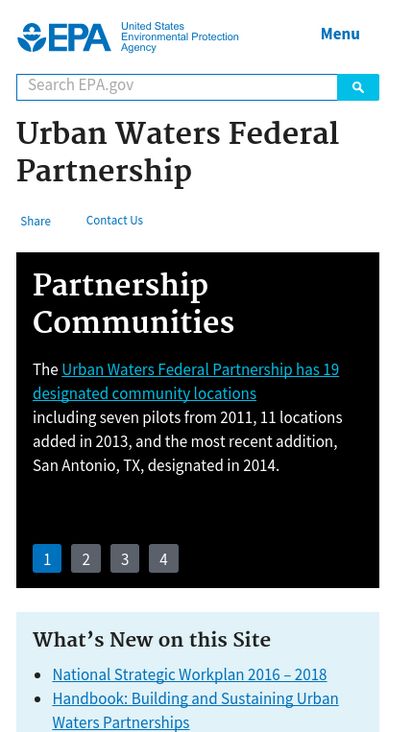 EPA
United States
Environmental Protection
Agency
Menu
Search EPA.gov
Urban Waters Federal
Partnership
Share
Contact Us
Partnership
Communities
The Urban Waters Federal Partnership has 19
designated community locations
including seven pilots from 2011, 11 locations
added in 2013, and the most recent addition,
San Antonio, TX, designated in 2014.
1 2 3 4
What’s New on this Site
• National Strategic Workplan 2016 – 2018
• Handbook: Building and Sustaining Urban
Waters Partnerships